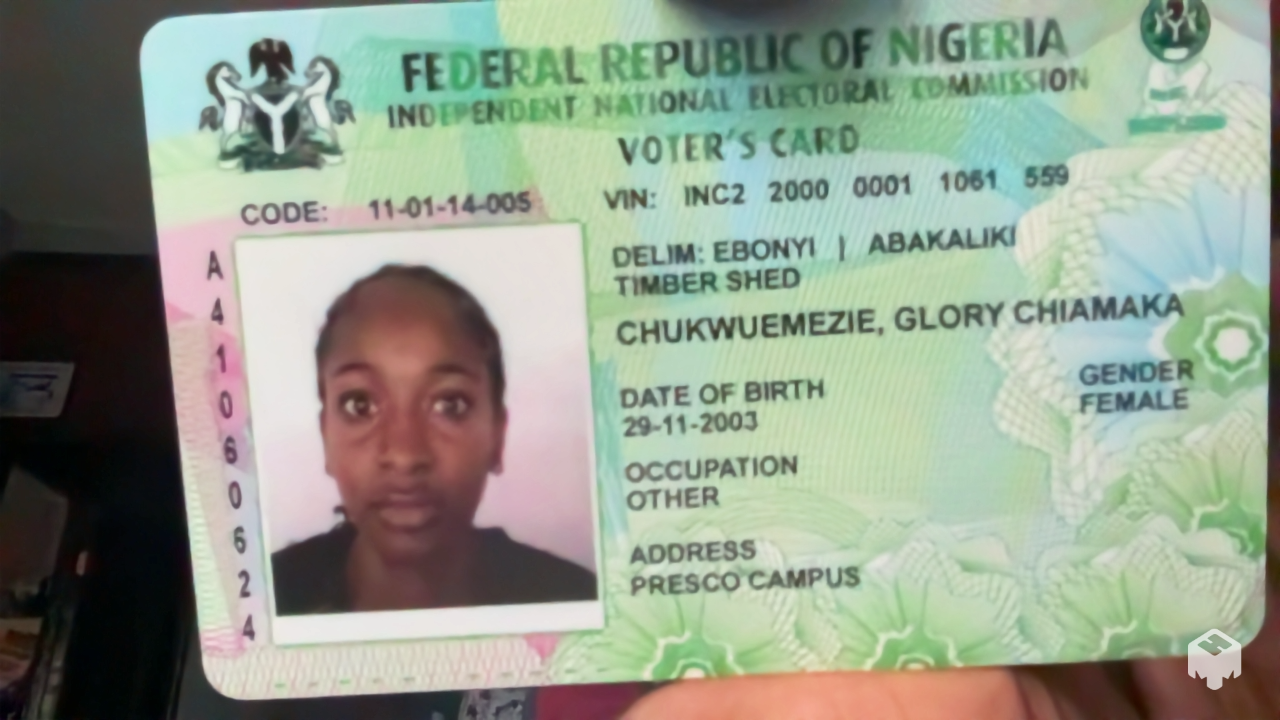 FEDERAL REPUBLIC OF NIGERIA
INDEPENDENT NATIONAL ELECTORAL COMMISSION
VOTER'S CARD
CODE: 11-01-14-005
VIN: INC2 2000 0001 1061 559
DELIM: EBONYI | ABAKALIKI
TIMBER SHED
CHUKWUEMEZIE, GLORY CHIAMAKA
DATE OF BIRTH
29-11-2003
GENDER
FEMALE
OCCUPATION
OTHER
ADDRESS
PRESCO CAMPUS
A41060624